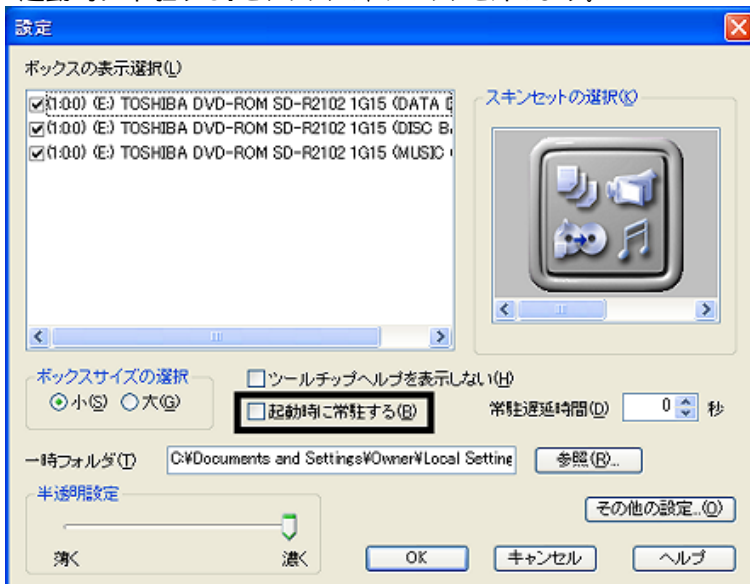 設定
ボックスの表示選択(L)
(1:00) (E:) TOSHIBA DVD-ROM SD-R2102 1G15 (DATA
(1:00) (E:) TOSHIBA DVD-ROM SD-R2102 1G15 (DISC
(1:00) (E:) TOSHIBA DVD-ROM SD-R2102 1G15 (MUSIC
スキンセットの選択(K)
ボックスサイズの選択
小(S) 大(G)
ツールチップヘルプを表示しない(H)
起動時に常駐する(B)
常駐遅延時間(D) 0 秒
一時フォルダ(T) C:¥Documents and Settings¥Owner¥Local Setting 参照(R)...
半透明設定
薄く 濃く
その他の設定...(O)
OK キャンセル ヘルプ